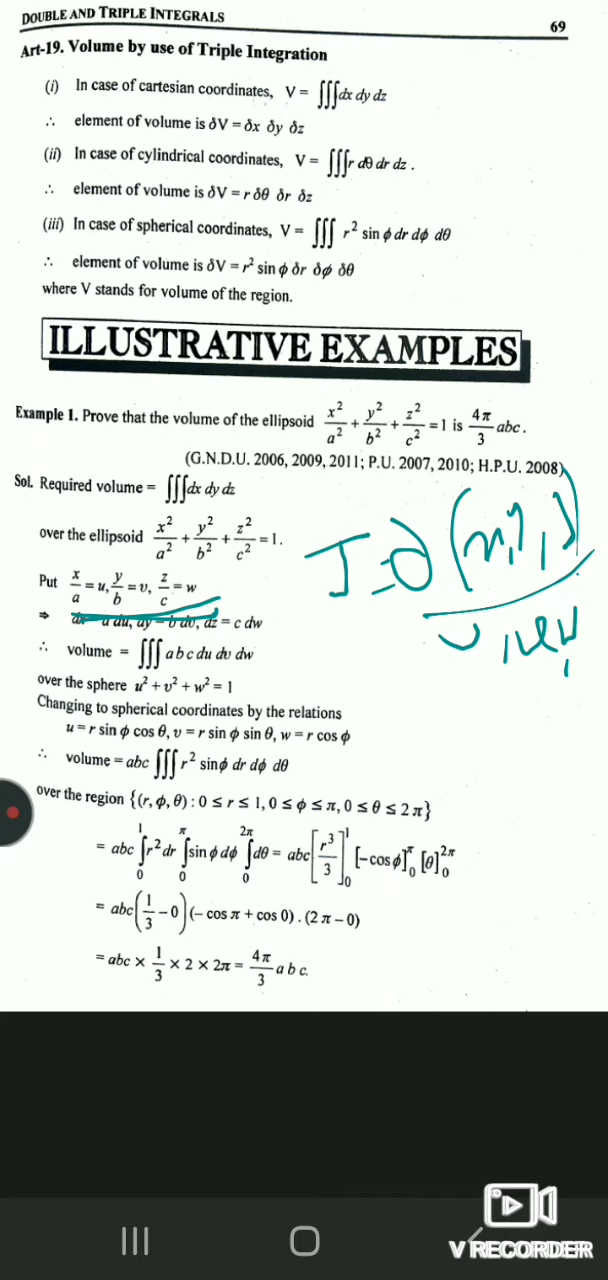 DOUBLE AND TRIPLE INTEGRALS 69
Art-19. Volume by use of Triple Integration
(i) In case of cartesian coordinates, V = ∭dx dy dz
∴ element of volume is δV = δx δy δz
(ii) In case of cylindrical coordinates, V = ∭r dθ dr dz .
∴ element of volume is δV = r δθ δr δz
(iii) In case of spherical coordinates, V = ∭ r² sin ϕ dr dϕ dθ
∴ element of volume is δV = r² sin ϕ δr δϕ δθ
where V stands for volume of the region.
ILLUSTRATIVE EXAMPLES
Example 1. Prove that the volume of the ellipsoid x²/a² + y²/b² + z²/c² = 1 is 4π/3 abc .
(G.N.D.U. 2006, 2009, 2011; P.U. 2007, 2010; H.P.U. 2008)
Sol. Required volume = ∭dx dy dz
over the ellipsoid x²/a² + y²/b² + z²/c² = 1.
Put x/a = u, y/b = v, z/c = w
⇒ dx = a du, dy = b dv, dz = c dw
∴ volume = ∭ a b c du dv dw
over the sphere u² + v² + w² = 1
Changing to spherical coordinates by the relations
u = r sin ϕ cos θ, v = r sin ϕ sin θ, w = r cos ϕ
∴ volume = abc ∭ r² sinϕ dr dϕ dθ
over the region {(r, ϕ, θ) : 0 ≤ r ≤ 1, 0 ≤ ϕ ≤ π, 0 ≤ θ ≤ 2π}
= abc ∫₀¹ r² dr ∫₀^π sin ϕ dϕ ∫₀^2π dθ = abc [r³/3]₀¹ [-cos ϕ]₀^π [θ]₀^2π
= abc (1/3 – 0) (– cos π + cos 0) . (2 π – 0)
= abc × 1/3 × 2 × 2π = 4π/3 a b c.
V RECORDER